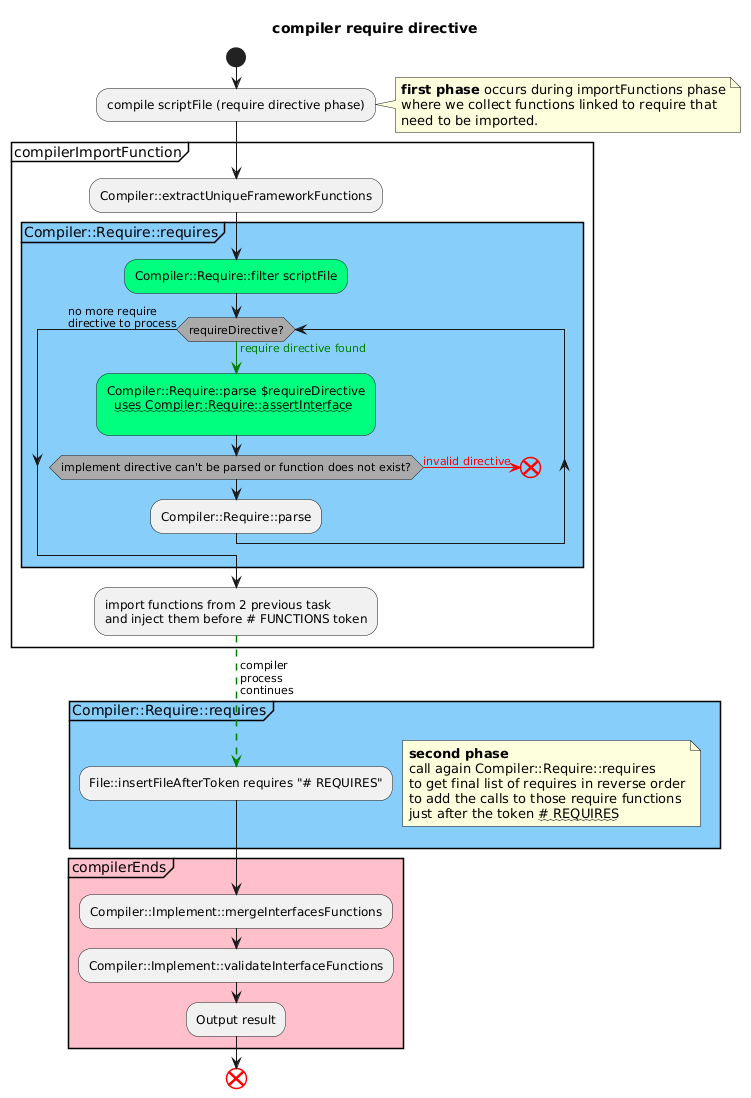 compiler require directive
compile scriptFile (require directive phase)
first phase occurs during importFunctions phase
where we collect functions linked to require that
need to be imported.
compilerImportFunction
Compiler::extractUniqueFrameworkFunctions
Compiler::Require::requires
Compiler::Require::filter scriptFile
no more require
directive to process
requireDirective?
require directive found
Compiler::Require::parse $requireDirective
uses Compiler::Require::assertInterface
implement directive can't be parsed or function does not exist?
invalid directive
Compiler::Require::parse
import functions from 2 previous task
and inject them before # FUNCTIONS token
compiler
process
continues
Compiler::Require::requires
File::insertFileAfterToken requires "# REQUIRES"
second phase
call again Compiler::Require::requires
to get final list of requires in reverse order
to add the calls to those require functions
just after the token # REQUIRES
compilerEnds
Compiler::Implement::mergeInterfacesFunctions
Compiler::Implement::validateInterfaceFunctions
Output result